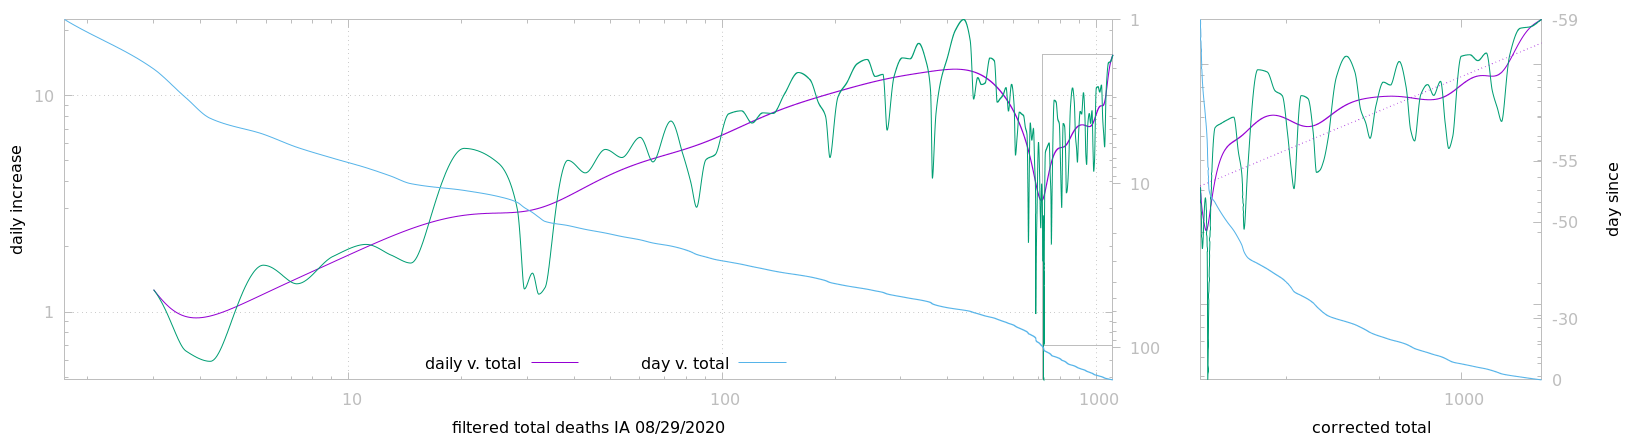 daily increase
10
1
daily v. total
day v. total
10
100
1000
1
10
100
filtered total deaths IA 08/29/2020
-59
-55
-50
-30
0
1000
day since
corrected total